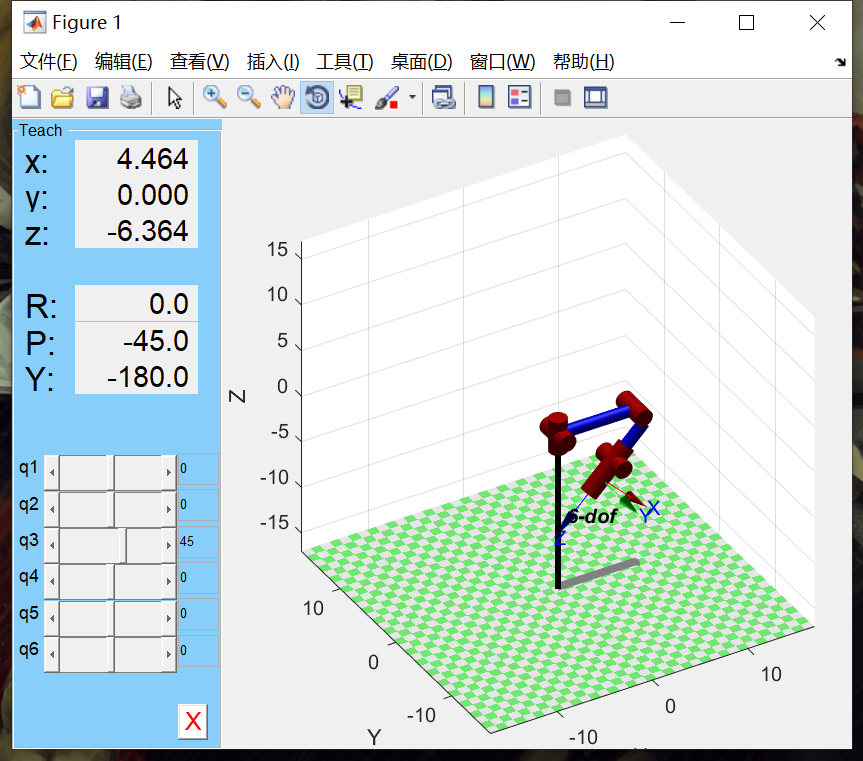 Figure 1
文件(F) 编辑(E) 查看(V) 插入(I) 工具(T) 桌面(D) 窗口(W) 帮助(H)
Teach
x: 4.464
y: 0.000
z: -6.364
R: 0.0
P: -45.0
Y: -180.0
q1 0
q2 0
q3 45
q4 0
q5 0
q6 0
X
15
10
5
0
-5
-10
-15
Z
6-dof
X
Y
Z
10
0
-10
Y
-10
0
10